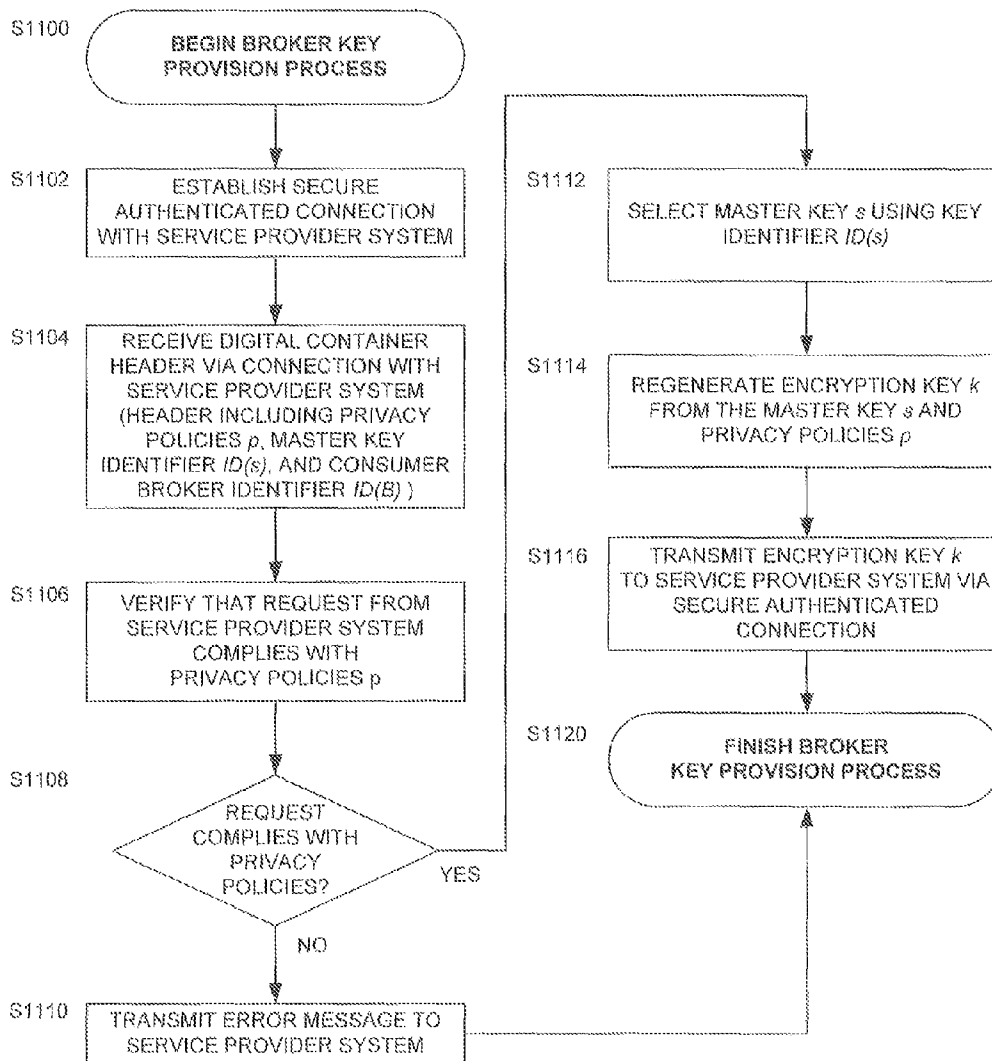 S1100
BEGIN BROKER KEY
PROVISION PROCESS
S1102
ESTABLISH SECURE
AUTHENTICATED CONNECTION
WITH SERVICE PROVIDER SYSTEM
S1104
RECEIVE DIGITAL CONTAINER
HEADER VIA CONNECTION WITH
SERVICE PROVIDER SYSTEM
(HEADER INCLUDING PRIVACY
POLICIES p, MASTER KEY
IDENTIFIER ID(s), AND CONSUMER
BROKER IDENTIFIER ID(B) )
S1106
VERIFY THAT REQUEST FROM
SERVICE PROVIDER SYSTEM
COMPLIES WITH
PRIVACY POLICIES p
S1108
REQUEST
COMPLIES WITH
PRIVACY
POLICIES?
YES
NO
S1110
TRANSMIT ERROR MESSAGE TO
SERVICE PROVIDER SYSTEM
S1112
SELECT MASTER KEY s USING KEY
IDENTIFIER ID(s)
S1114
REGENERATE ENCRYPTION KEY k
FROM THE MASTER KEY s AND
PRIVACY POLICIES p
S1116
TRANSMIT ENCRYPTION KEY k
TO SERVICE PROVIDER SYSTEM VIA
SECURE AUTHENTICATED
CONNECTION
S1120
FINISH BROKER
KEY PROVISION PROCESS